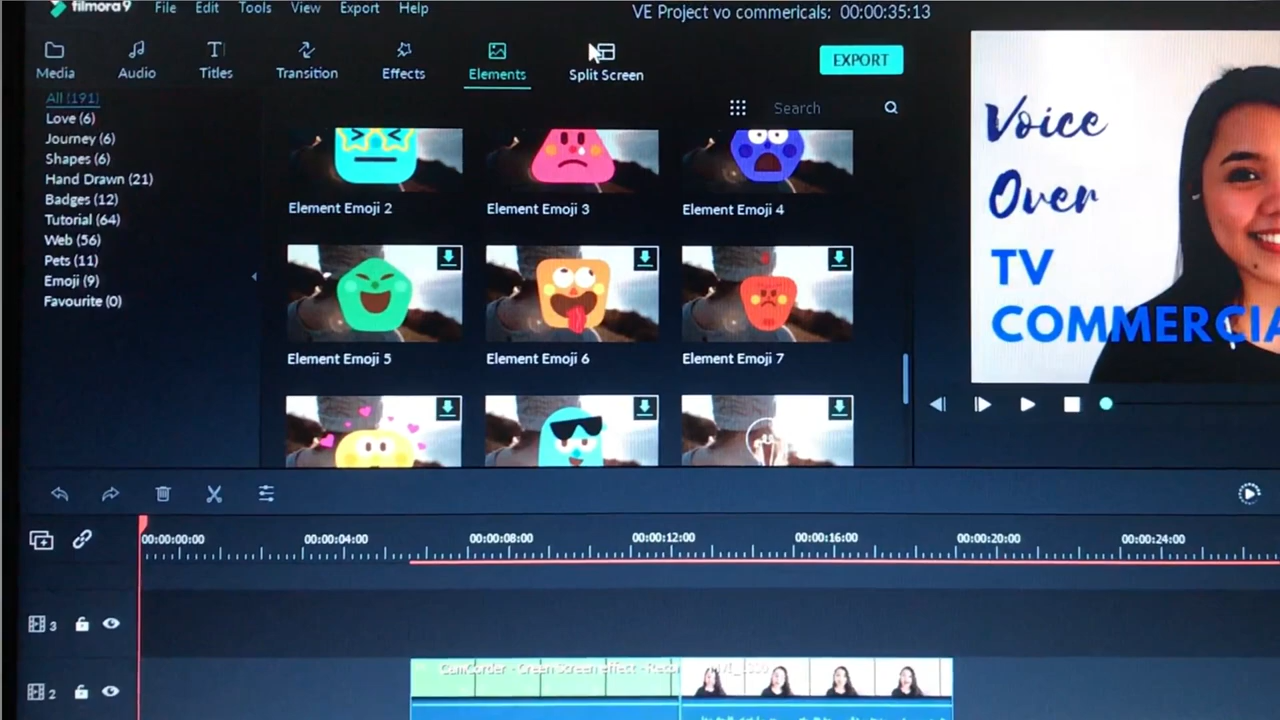 filmora9 File Edit Tools View Export Help
VE Project vo commericals: 00:00:35:13
Media Audio Titles Transition Effects Elements Split Screen
EXPORT
All (191)
Love (6)
Journey (6)
Shapes (6)
Hand Drawn (21)
Badges (12)
Tutorial (64)
Web (56)
Pets (11)
Emoji (9)
Favourite (0)
Search
Element Emoji 2 Element Emoji 3 Element Emoji 4
Element Emoji 5 Element Emoji 6 Element Emoji 7
Voice
Over
TV
COMMERCIA
00:00:00:00 00:00:04:00 00:00:08:00 00:00:12:00 00:00:16:00 00:00:20:00 00:00:24:00
3
2
CamCorder - Green Screen effect - Reco